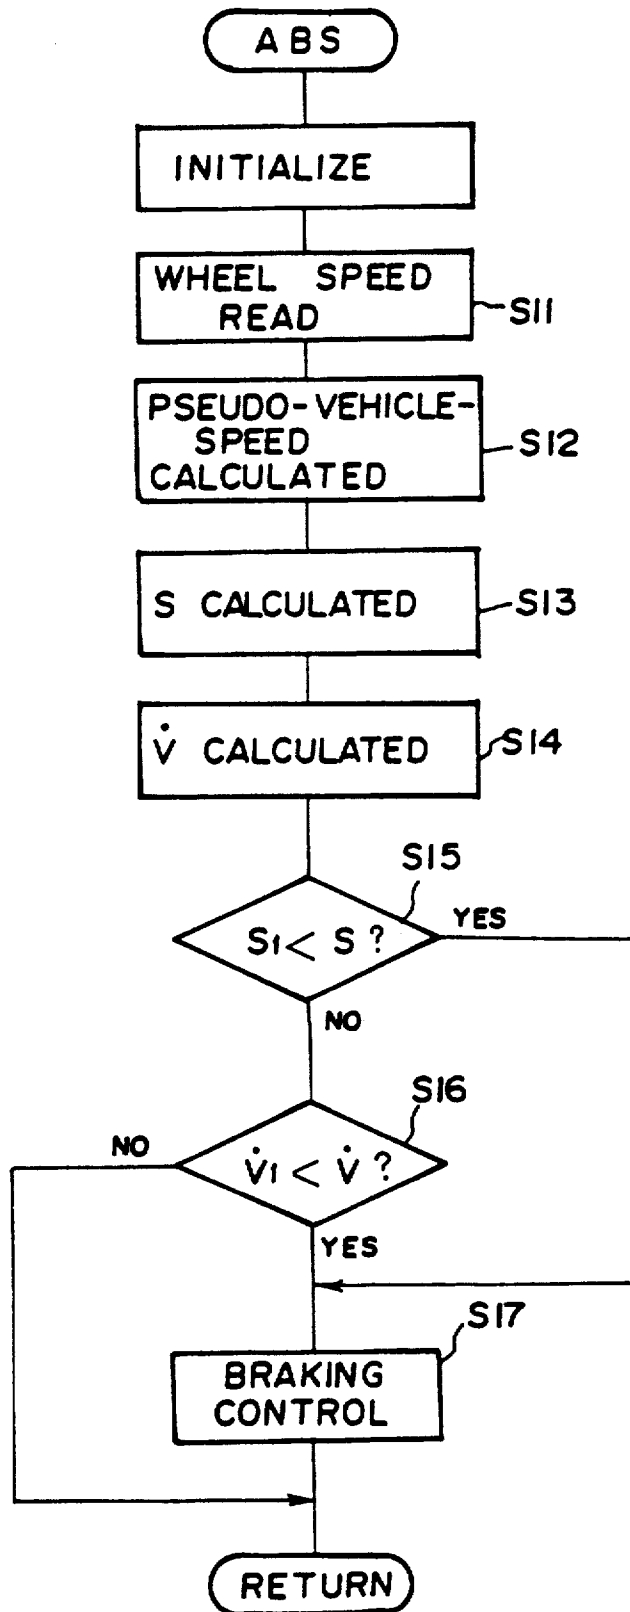 ABS
INITIALIZE
WHEEL SPEED
READ
S11
PSEUDO-VEHICLE-
SPEED
CALCULATED
S12
S CALCULATED
S13
V̇ CALCULATED
S14
S15
S1 < S ?
YES
NO
S16
NO
V̇1 < V̇ ?
YES
S17
BRAKING
CONTROL
RETURN